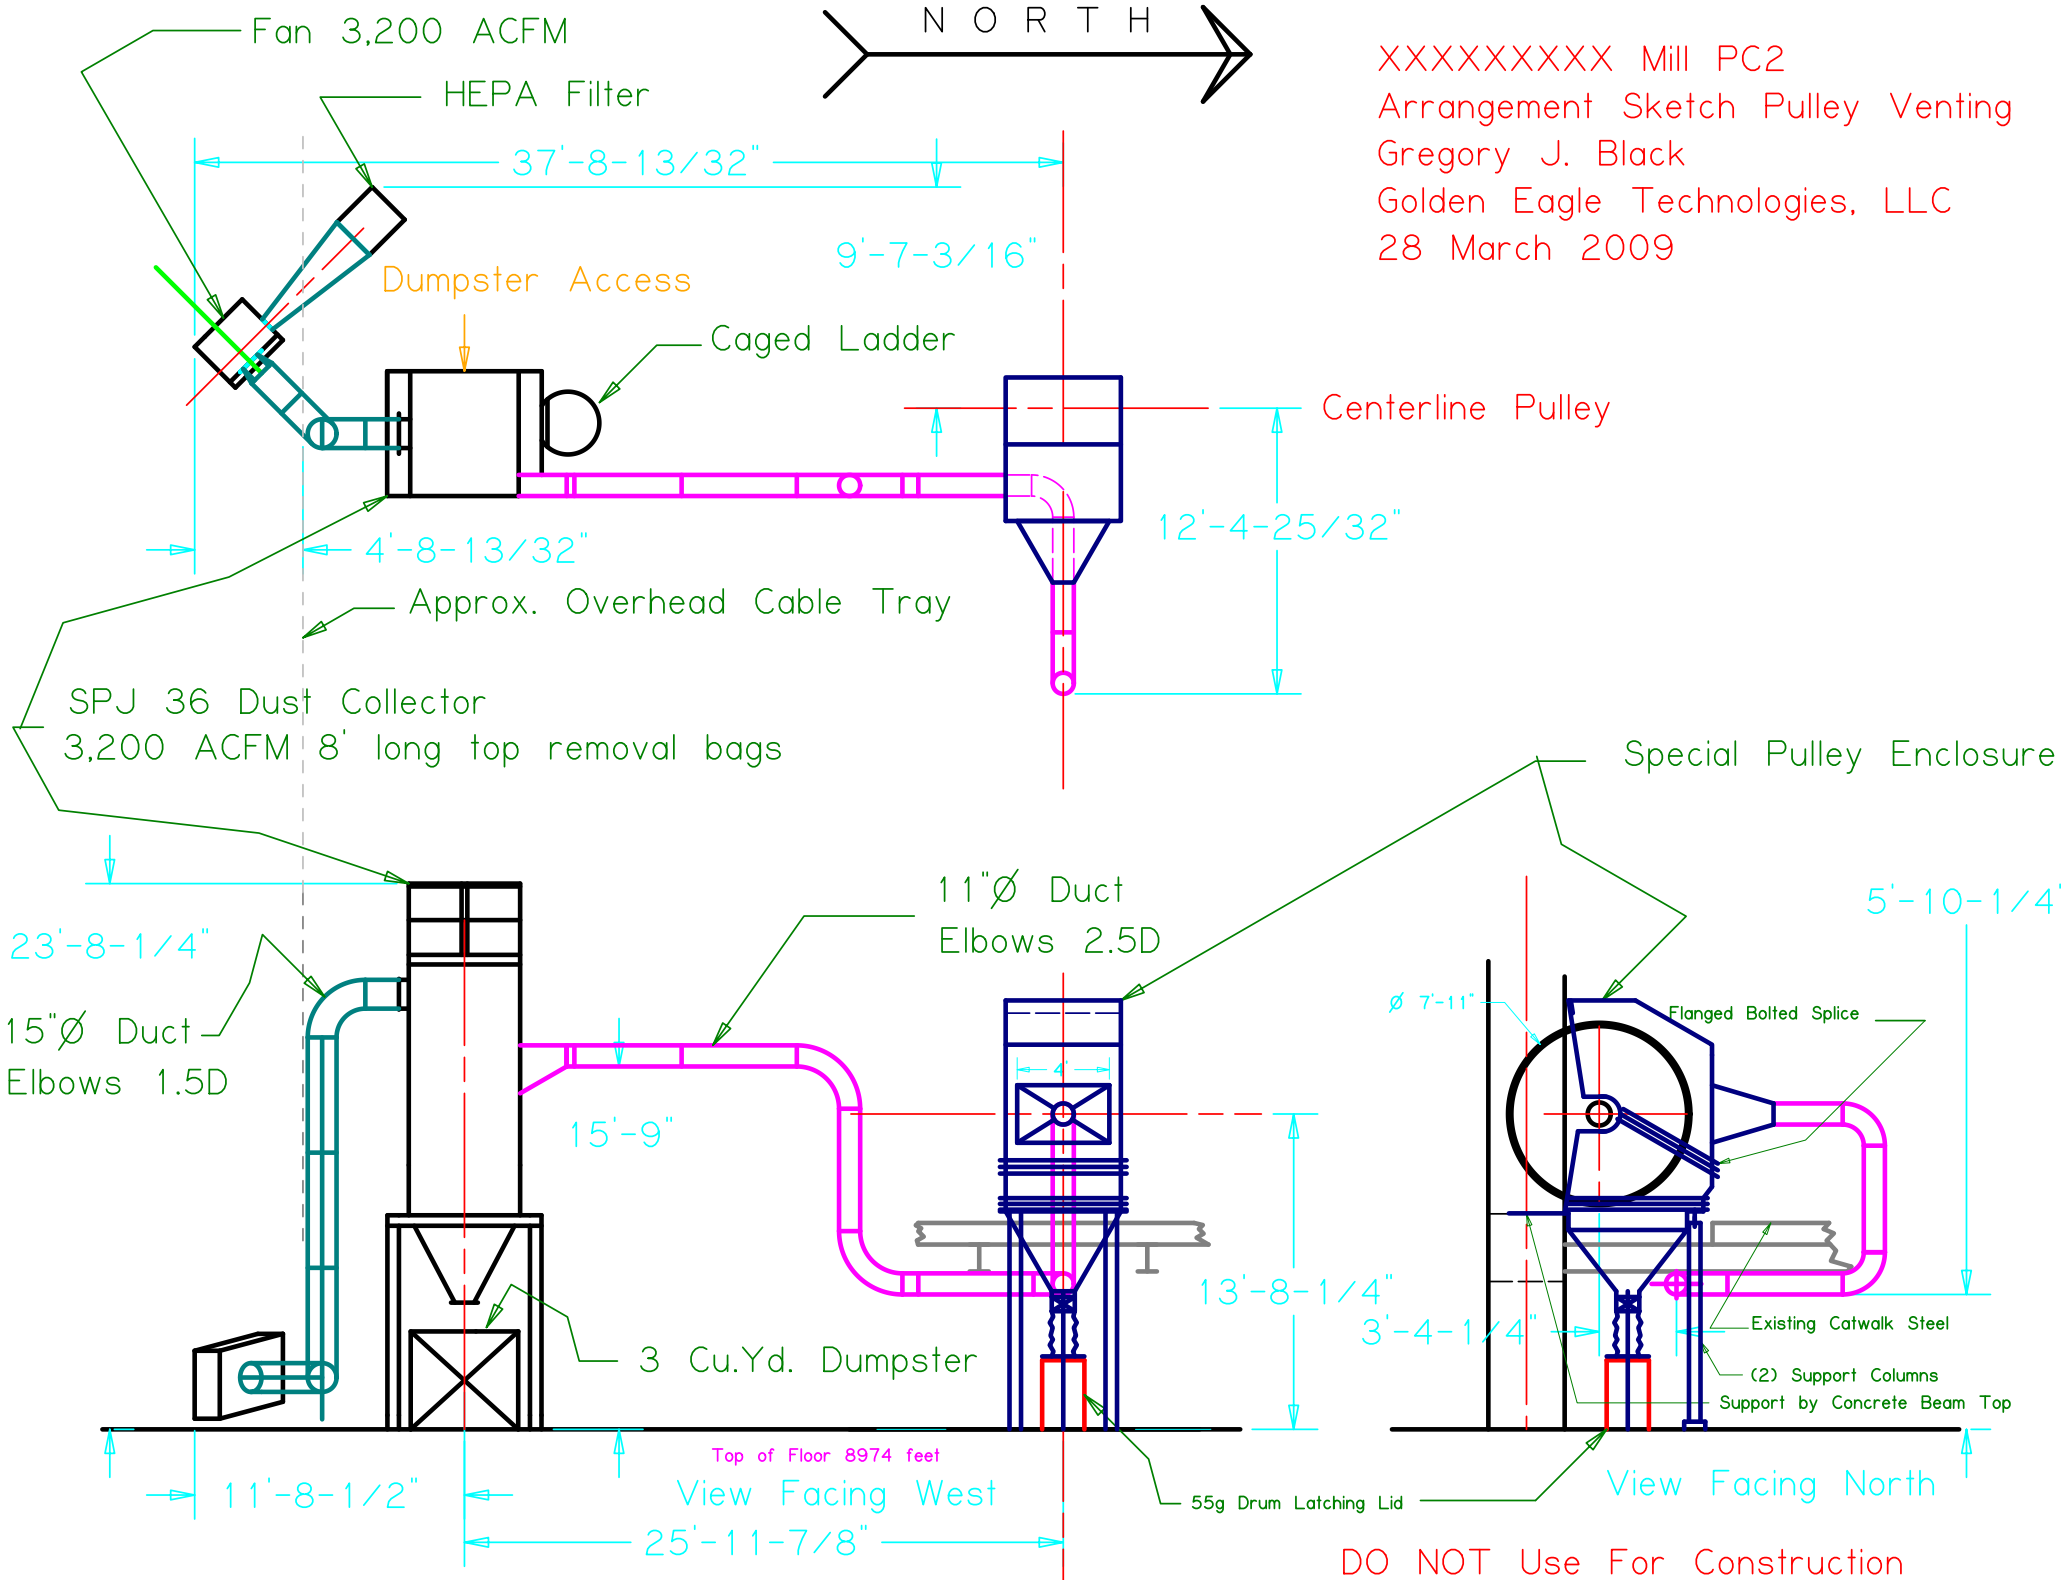 Fan 3,200 ACFM
NORTH
HEPA Filter
XXXXXXXXX Mill PC2
Arrangement Sketch Pulley Venting
Gregory J. Black
Golden Eagle Technologies, LLC
28 March 2009
37'-8-13/32"
9'-7-3/16"
Dumpster Access
Caged Ladder
Centerline Pulley
12'-4-25/32"
4'-8-13/32"
Approx. Overhead Cable Tray
SPJ 36 Dust Collector
3,200 ACFM 8' long top removal bags
Special Pulley Enclosure
11"Ø Duct
Elbows 2.5D
5'-10-1/4"
23'-8-1/4"
Ø 7'-11"
Flanged Bolted Splice
15"Ø Duct
Elbows 1.5D
4'
15'-9"
13'-8-1/4"
3'-4-1/4"
Existing Catwalk Steel
3 Cu.Yd. Dumpster
(2) Support Columns
Support by Concrete Beam Top
Top of Floor 8974 feet
11'-8-1/2"
View Facing West
55g Drum Latching Lid
View Facing North
25'-11-7/8"
DO NOT Use For Construction